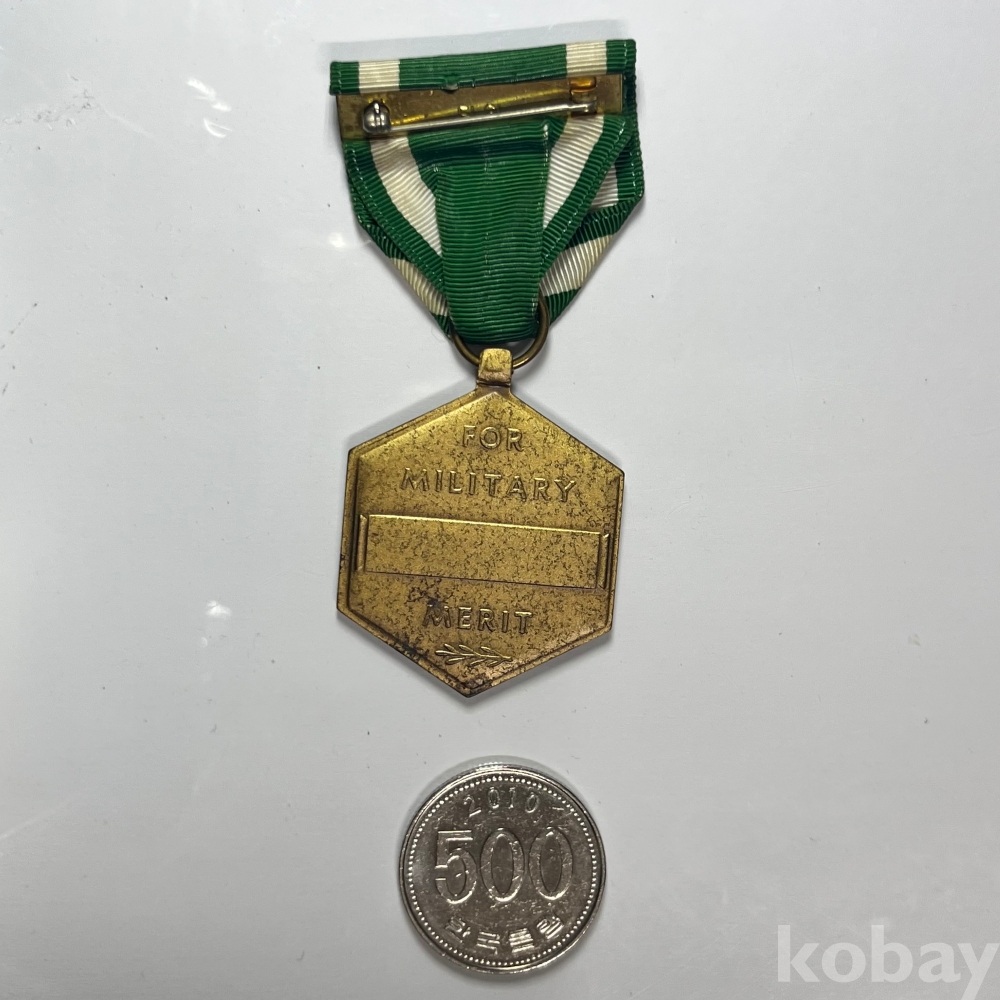 FOR
MILITARY
MERIT
2010
500
한국은행
kobay